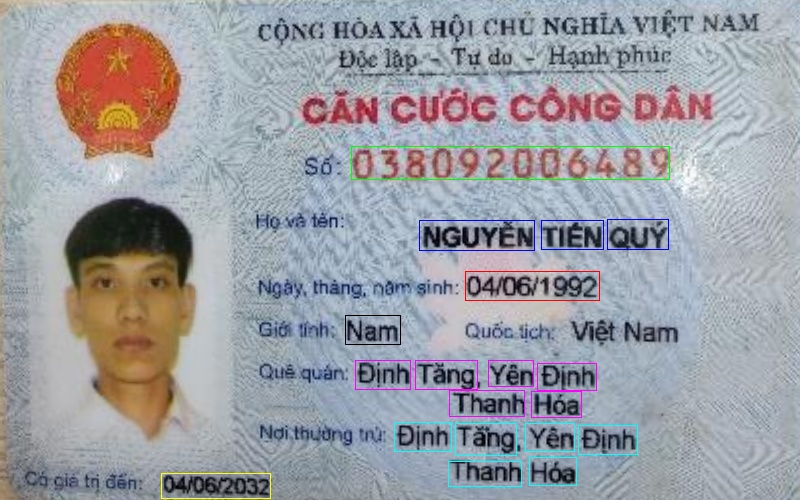 CỘNG HÒA XÃ HỘI CHỦ NGHĨA VIỆT NAM
Độc lập - Tự do - Hạnh phúc
CĂN CƯỚC CÔNG DÂN
Số: 038092006489
Họ và tên: NGUYỄN TIẾN QUÝ
Ngày, tháng, năm sinh: 04/06/1992
Giới tính: Nam Quốc tịch: Việt Nam
Quê quán: Định Tăng, Yên Định
Thanh Hóa
Nơi thường trú: Định Tăng, Yên Định
Thanh Hóa
Có giá trị đến: 04/06/2032